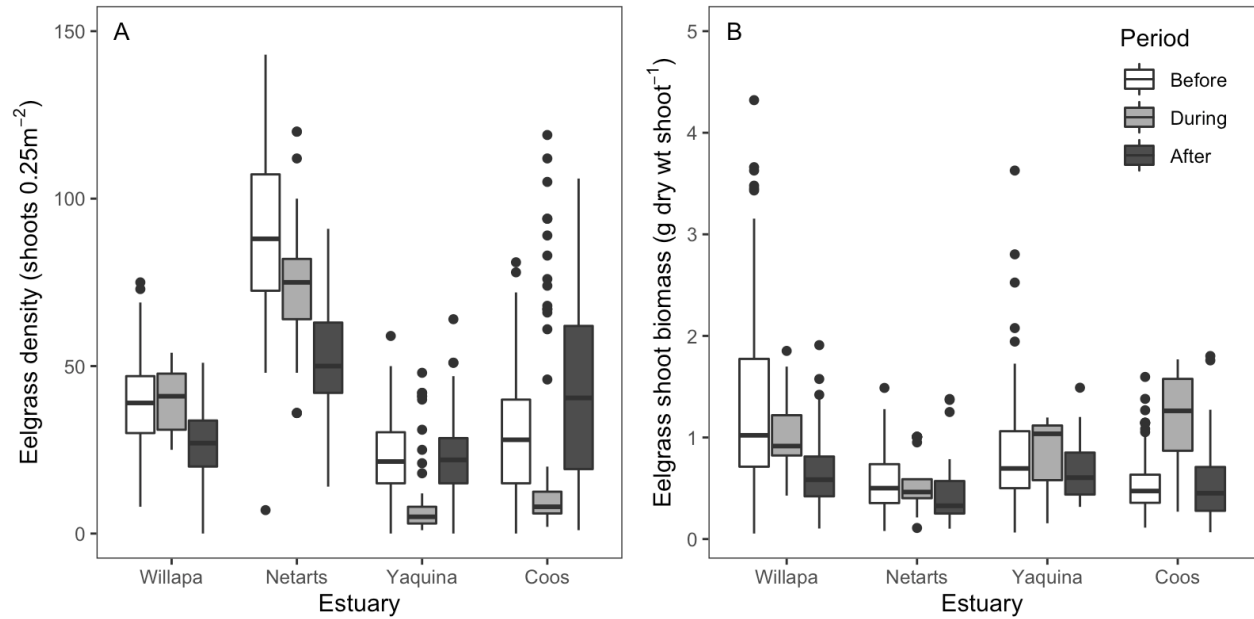 A
Eelgrass density (shoots 0.25m⁻²)
150
100
50
0
Willapa Netarts Yaquina Coos
Estuary
B
Eelgrass shoot biomass (g dry wt shoot⁻¹)
5
4
3
2
1
0
Willapa Netarts Yaquina Coos
Estuary
Period
Before
During
After